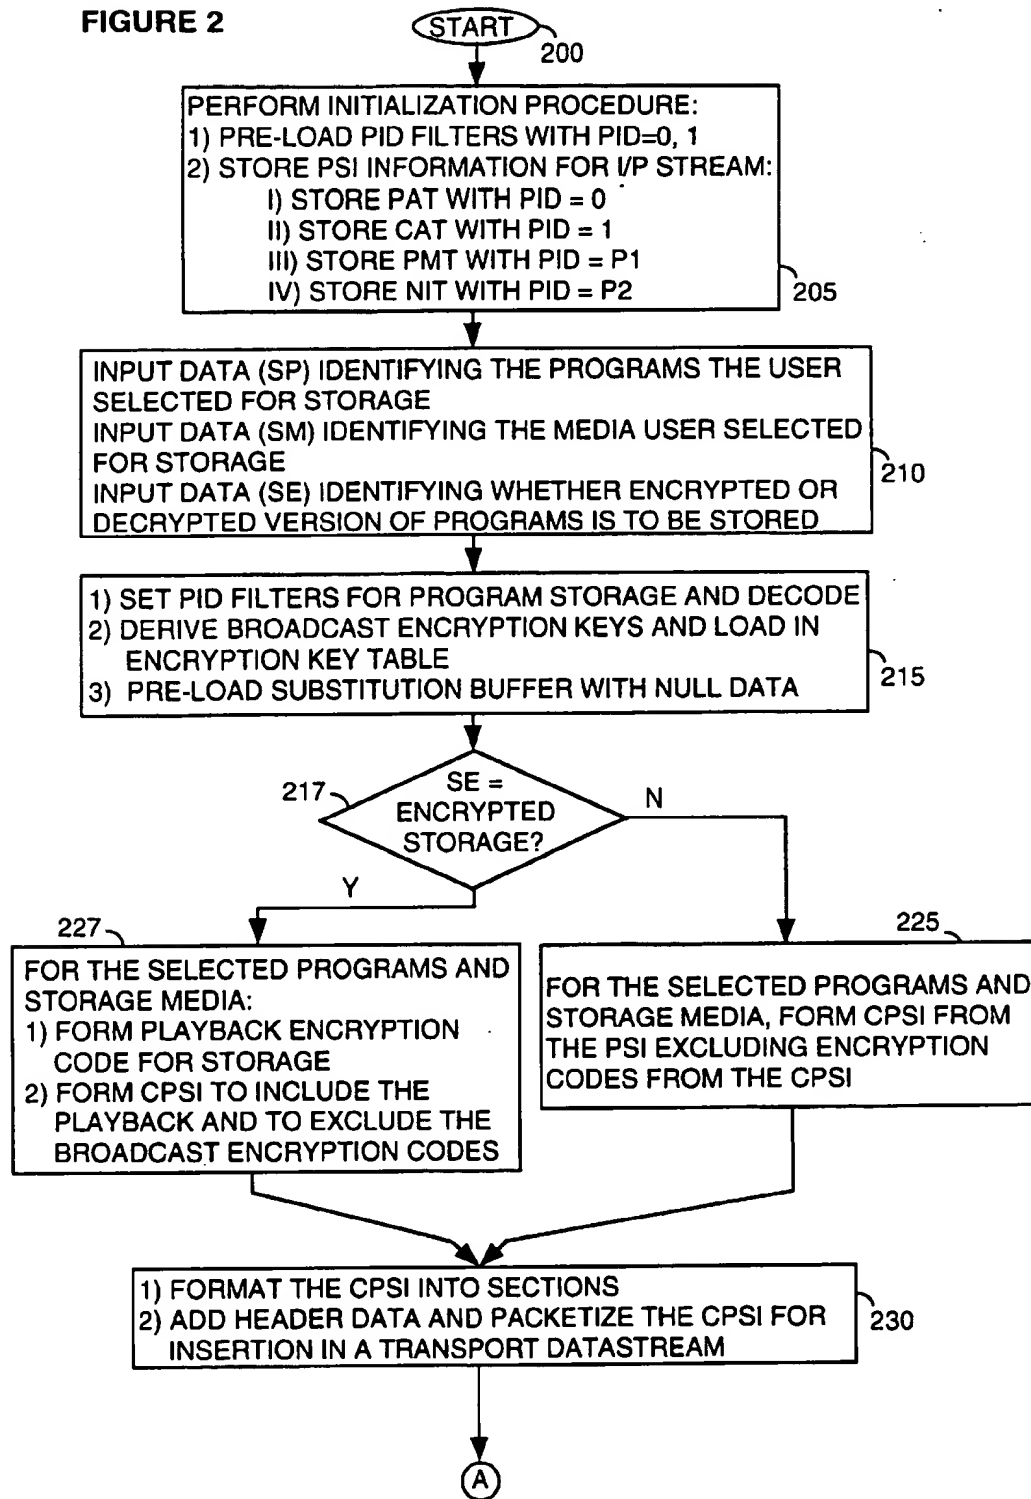 FIGURE 2
START
200
PERFORM INITIALIZATION PROCEDURE:
1) PRE-LOAD PID FILTERS WITH PID=0, 1
2) STORE PSI INFORMATION FOR I/P STREAM:
I) STORE PAT WITH PID = 0
II) STORE CAT WITH PID = 1
III) STORE PMT WITH PID = P1
IV) STORE NIT WITH PID = P2
205
INPUT DATA (SP) IDENTIFYING THE PROGRAMS THE USER
SELECTED FOR STORAGE
INPUT DATA (SM) IDENTIFYING THE MEDIA USER SELECTED
FOR STORAGE
INPUT DATA (SE) IDENTIFYING WHETHER ENCRYPTED OR
DECRYPTED VERSION OF PROGRAMS IS TO BE STORED
210
1) SET PID FILTERS FOR PROGRAM STORAGE AND DECODE
2) DERIVE BROADCAST ENCRYPTION KEYS AND LOAD IN
ENCRYPTION KEY TABLE
3) PRE-LOAD SUBSTITUTION BUFFER WITH NULL DATA
215
217
SE =
ENCRYPTED
STORAGE?
N
Y
227
FOR THE SELECTED PROGRAMS AND
STORAGE MEDIA:
1) FORM PLAYBACK ENCRYPTION
CODE FOR STORAGE
2) FORM CPSI TO INCLUDE THE
PLAYBACK AND TO EXCLUDE THE
BROADCAST ENCRYPTION CODES
225
FOR THE SELECTED PROGRAMS AND
STORAGE MEDIA, FORM CPSI FROM
THE PSI EXCLUDING ENCRYPTION
CODES FROM THE CPSI
1) FORMAT THE CPSI INTO SECTIONS
2) ADD HEADER DATA AND PACKETIZE THE CPSI FOR
INSERTION IN A TRANSPORT DATASTREAM
230
A